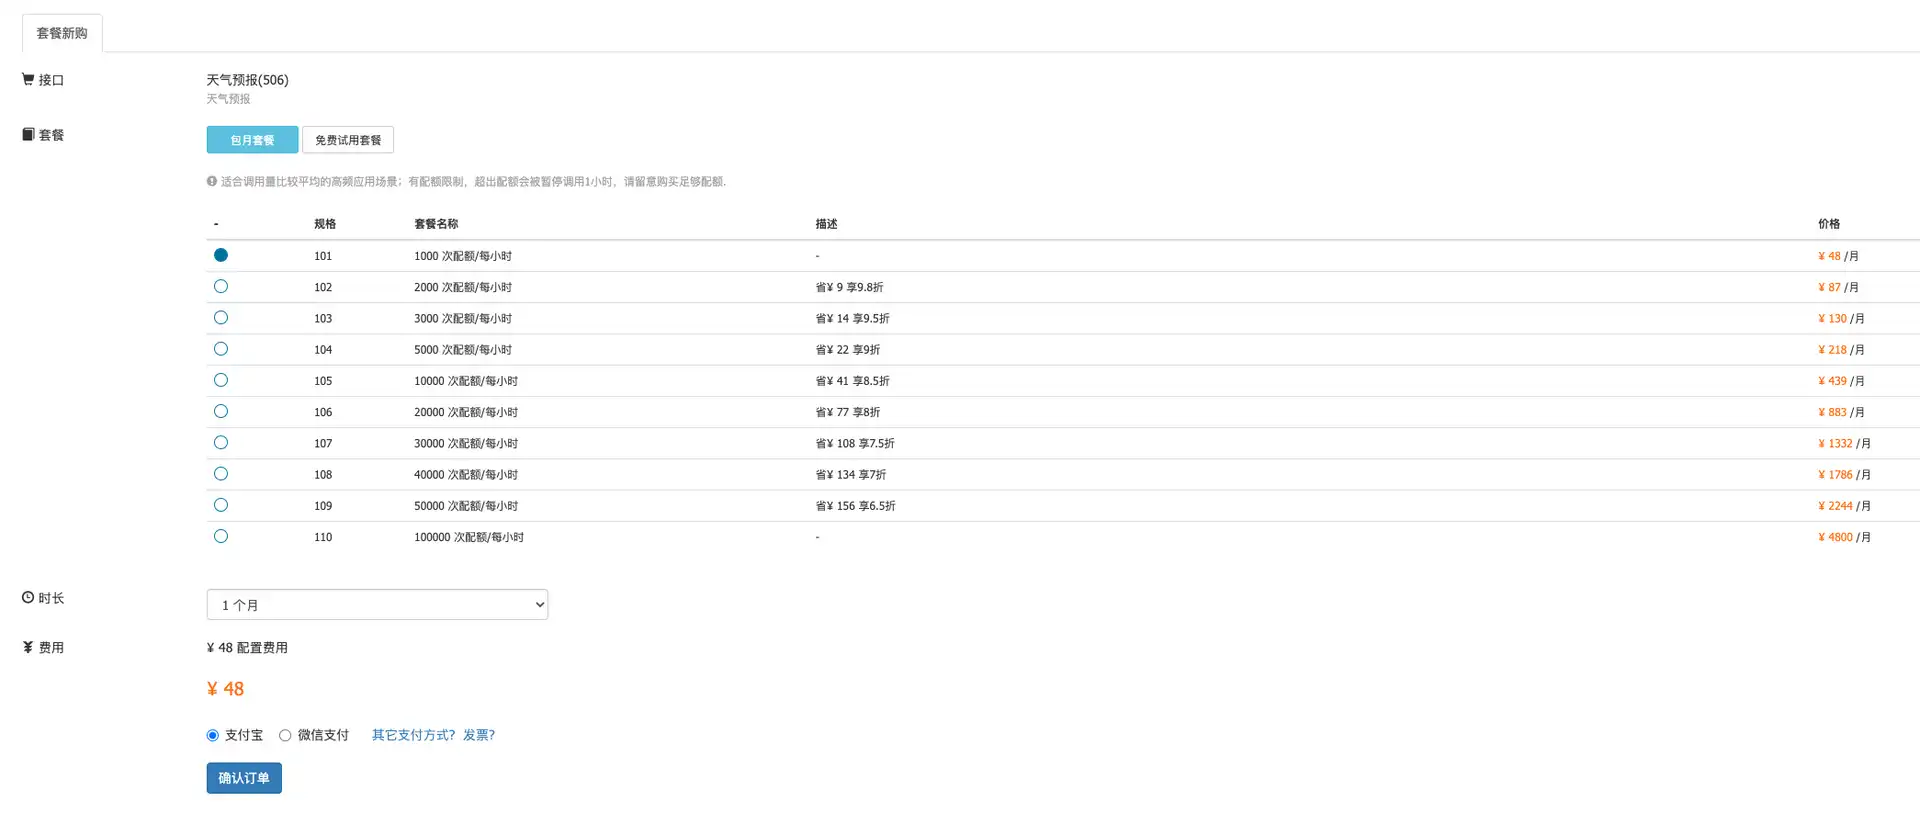 套餐新购
接口
天气预报(506)
天气预报
套餐
包月套餐 免费试用套餐
适合调用量比较平均的高频应用场景；有配额限制，超出配额会被暂停调用1小时，请留意购买足够配额.
- 规格 套餐名称 描述 价格
101 1000 次配额/每小时 - ¥ 48 /月
102 2000 次配额/每小时 省¥ 9 享9.8折 ¥ 87 /月
103 3000 次配额/每小时 省¥ 14 享9.5折 ¥ 130 /月
104 5000 次配额/每小时 省¥ 22 享9折 ¥ 218 /月
105 10000 次配额/每小时 省¥ 41 享8.5折 ¥ 439 /月
106 20000 次配额/每小时 省¥ 77 享8折 ¥ 883 /月
107 30000 次配额/每小时 省¥ 108 享7.5折 ¥ 1332 /月
108 40000 次配额/每小时 省¥ 134 享7折 ¥ 1786 /月
109 50000 次配额/每小时 省¥ 156 享6.5折 ¥ 2244 /月
110 100000 次配额/每小时 - ¥ 4800 /月
时长 1 个月
费用 ¥ 48 配置费用
¥ 48
支付宝 微信支付 其它支付方式? 发票?
确认订单